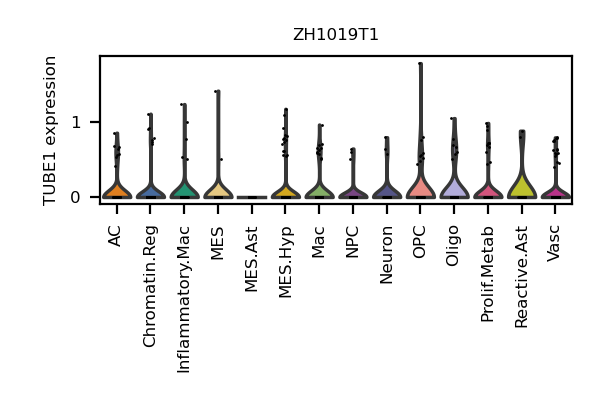 ZH1019T1
TUBE1 expression
1
0
AC
Chromatin.Reg
Inflammatory.Mac
MES
MES.Ast
MES.Hyp
Mac
NPC
Neuron
OPC
Oligo
Prolif.Metab
Reactive.Ast
Vasc